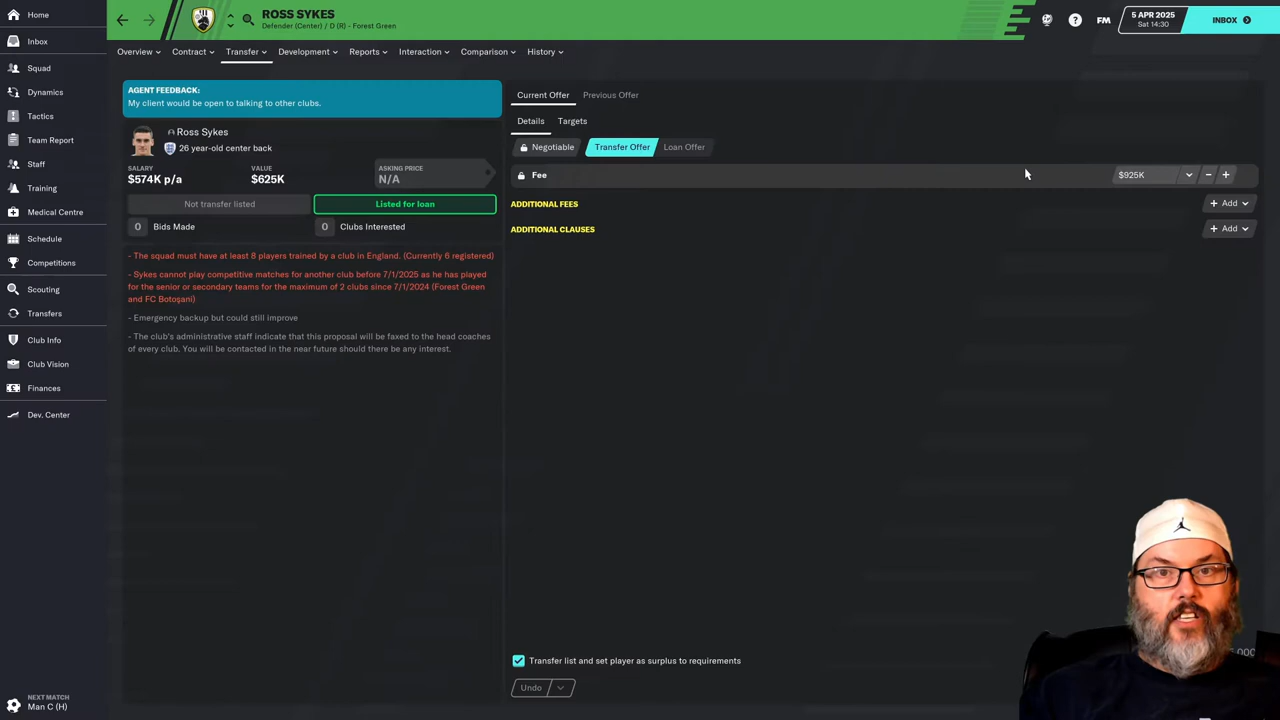 Home
Inbox
Squad
Dynamics
Tactics
Team Report
Staff
Training
Medical Centre
Schedule
Competitions
Scouting
Transfers
Club Info
Club Vision
Finances
Dev. Center
NEXT MATCH
Man C (H)
ROSS SYKES
Defender (Center) / D (R) - Forest Green
FM
5 APR 2025
Sat 14:30
INBOX
Overview
Contract
Transfer
Development
Reports
Interaction
Comparison
History
AGENT FEEDBACK:
My client would be open to talking to other clubs.
Ross Sykes
26 year-old center back
SALARY
$574K p/a
VALUE
$625K
ASKING PRICE
N/A
Not transfer listed
Listed for loan
0 Bids Made
0 Clubs Interested
- The squad must have at least 8 players trained by a club in England. (Currently 6 registered)
- Sykes cannot play competitive matches for another club before 7/1/2025 as he has played
for the senior or secondary teams for the maximum of 2 clubs since 7/1/2024 (Forest Green
and FC Botoşani)
- Emergency backup but could still improve
- The club's administrative staff indicate that this proposal will be faxed to the head coaches
of every club. You will be contacted in the near future should there be any interest.
Current Offer
Previous Offer
Details
Targets
Negotiable
Transfer Offer
Loan Offer
Fee
$925K
ADDITIONAL FEES
+ Add
ADDITIONAL CLAUSES
+ Add
Transfer list and set player as surplus to requirements
Undo